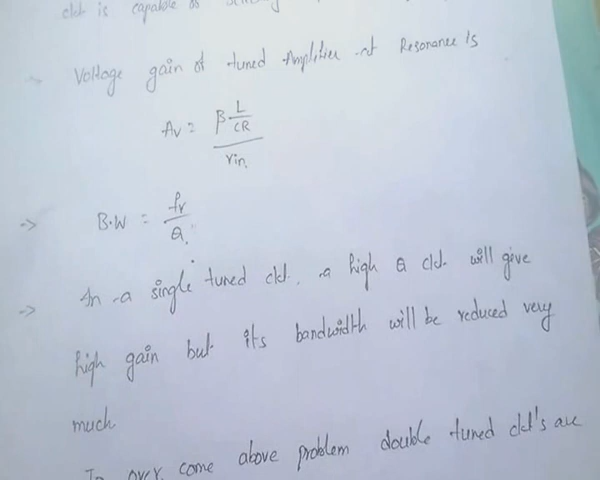 ckt is capable of
Voltage gain of tuned Amplifier at Resonance is
Av = β L/CR / rin
-> B.W = fr/Q.
-> In a single tuned ckt. a high Q ckt. will give
high gain but its bandwidth will be reduced very
much
To over come above problem double tuned ckt's are